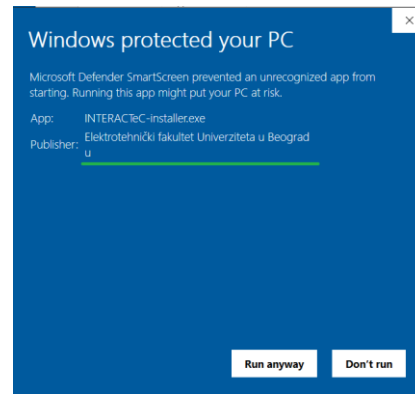 Windows protected your PC
Microsoft Defender SmartScreen prevented an unrecognized app from
starting. Running this app might put your PC at risk.
App: INTERACTeC-installer.exe
Publisher: Elektrotehnički fakultet Univerziteta u Beograd
u
Run anyway Don't run